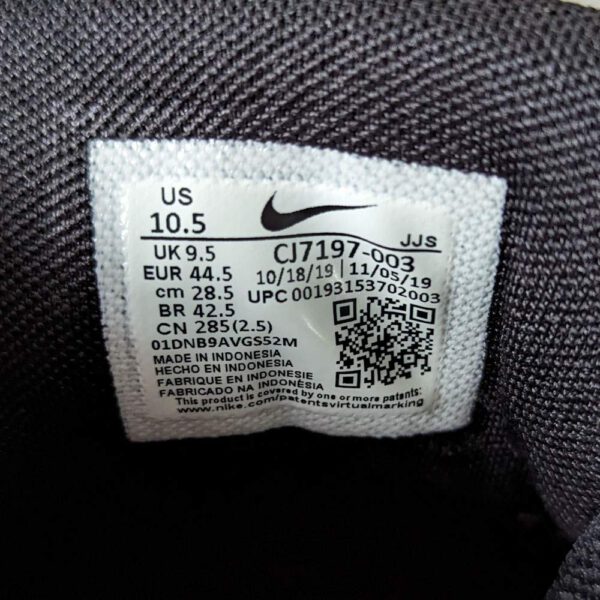 US
10.5
UK 9.5
EUR 44.5
cm 28.5
BR 42.5
CN 285(2.5)
01DNB9AVGSS2M
JJS
CJ7197-003
10/18/19 | 11/05/19
UPC 00193153702003
MADE IN INDONESIA
HECHO EN INDONESIA
FABRIQUE EN INDONESIE
FABRICADO NA INDONÉSIA
This product is covered by one or more patents:
www.nike.com/patentsvirtualmarking